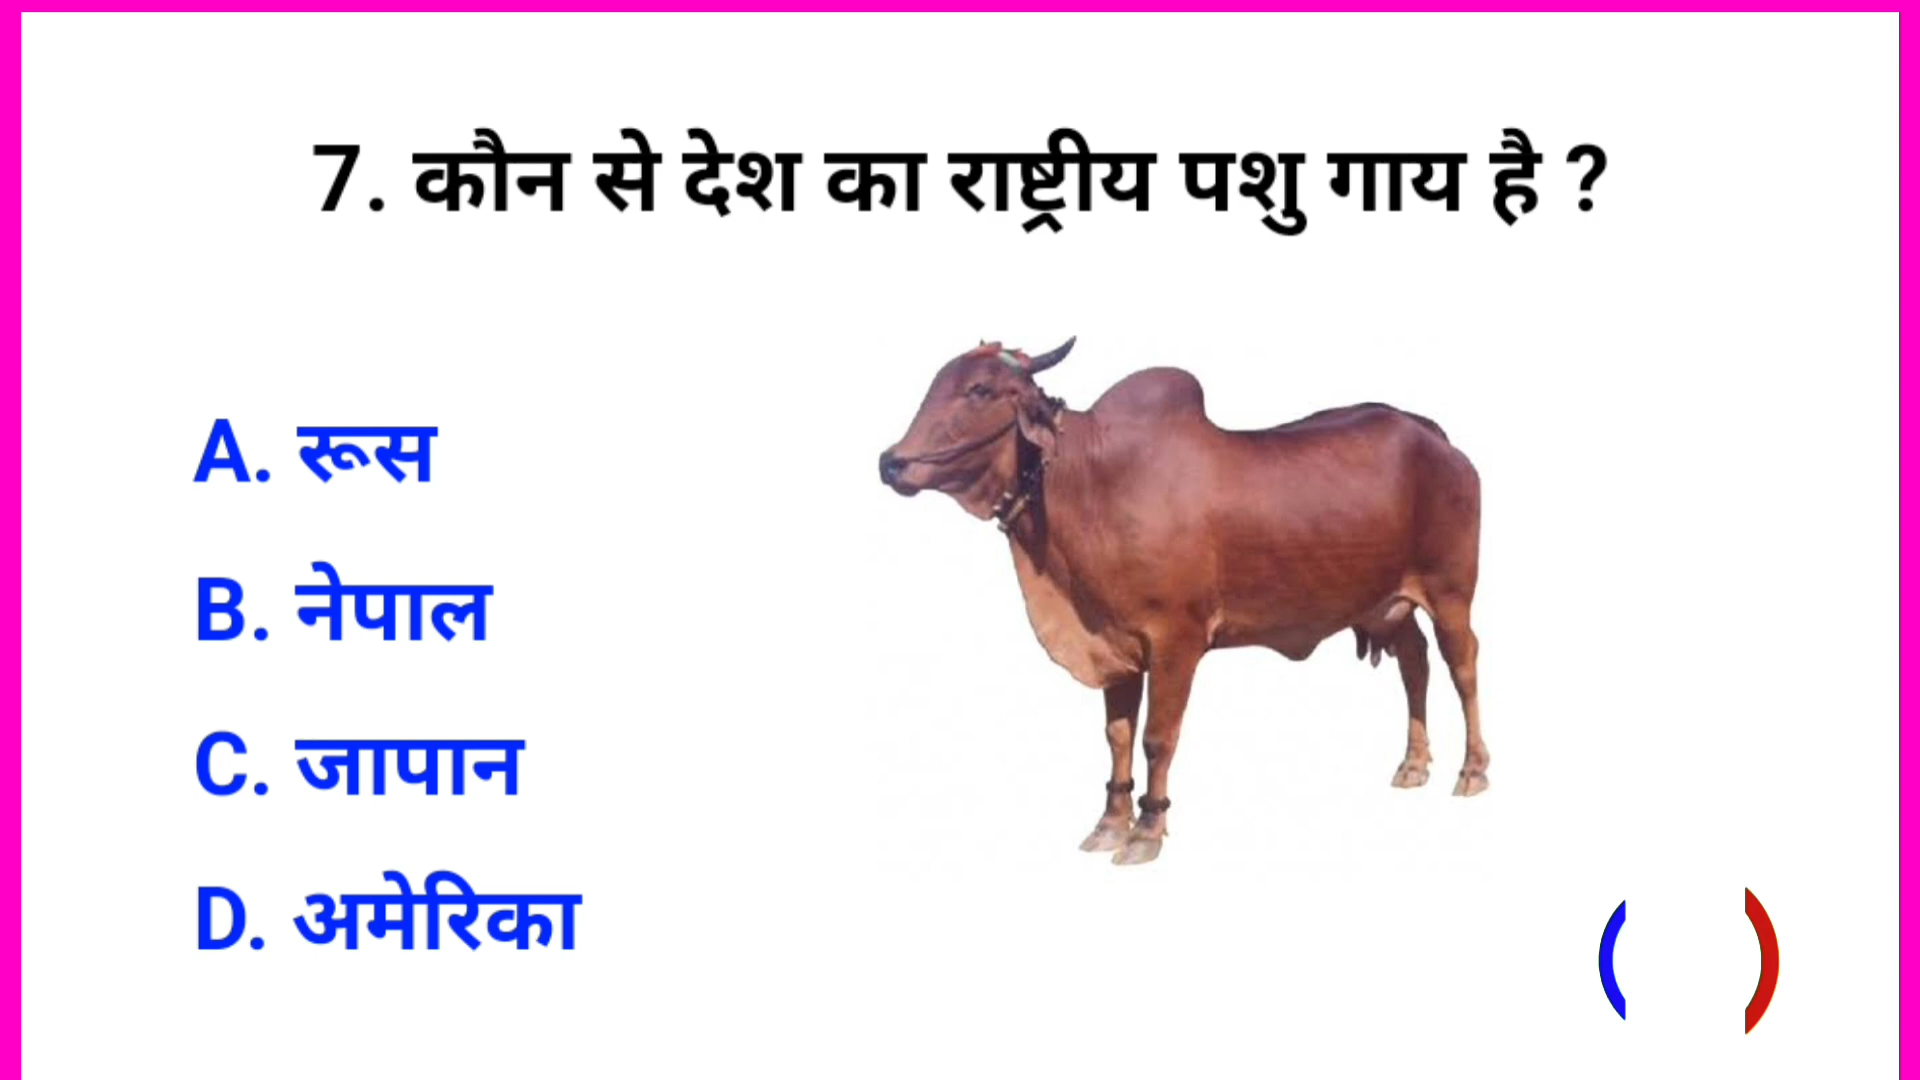 7. कौन से देश का राष्ट्रीय पशु गाय है ?
A. रूस
B. नेपाल
C. जापान
D. अमेरिका